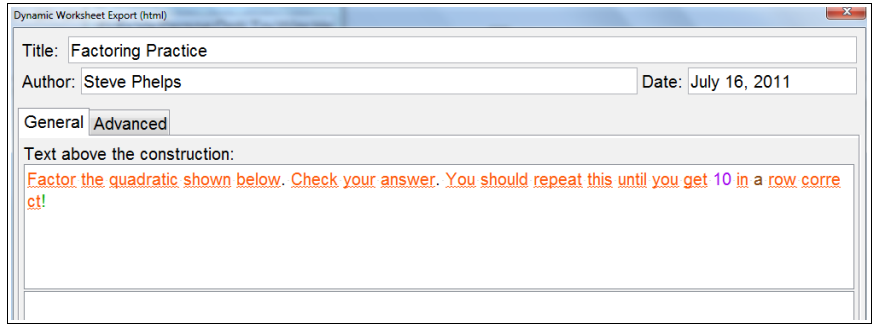 Dynamic Worksheet Export (html)
Title: Factoring Practice
Author: Steve Phelps Date: July 16, 2011
General Advanced
Text above the construction:
Factor the quadratic shown below. Check your answer. You should repeat this until you get 10 in a row corre
ct!